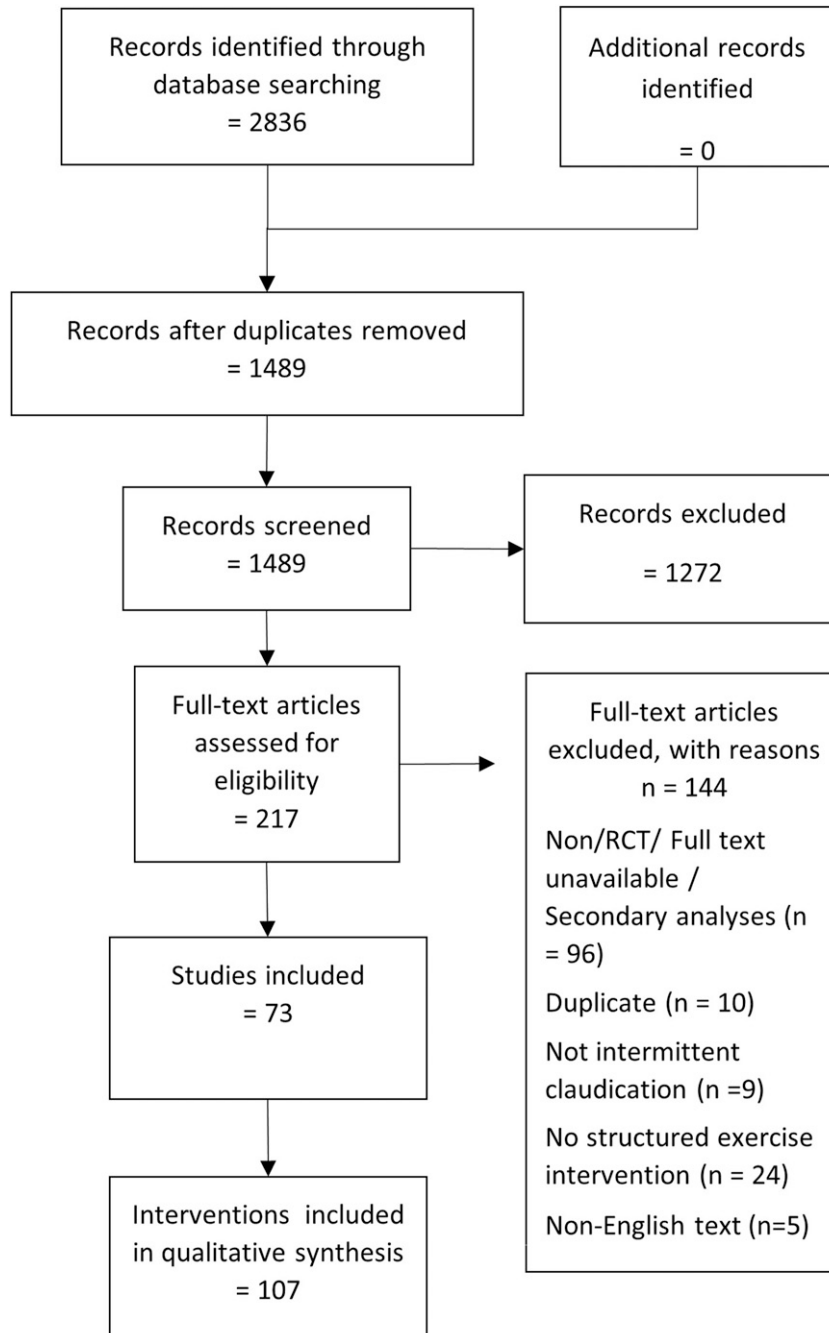 Records identified through
database searching
= 2836
Additional records
identified
= 0
Records after duplicates removed
= 1489
Records screened
= 1489
Records excluded
= 1272
Full-text articles
assessed for
eligibility
= 217
Full-text articles
excluded, with reasons
n = 144
Non/RCT/ Full text
unavailable /
Secondary analyses (n
= 96)
Duplicate (n = 10)
Not intermittent
claudication (n =9)
No structured exercise
intervention (n = 24)
Non-English text (n=5)
Studies included
= 73
Interventions included
in qualitative synthesis
= 107